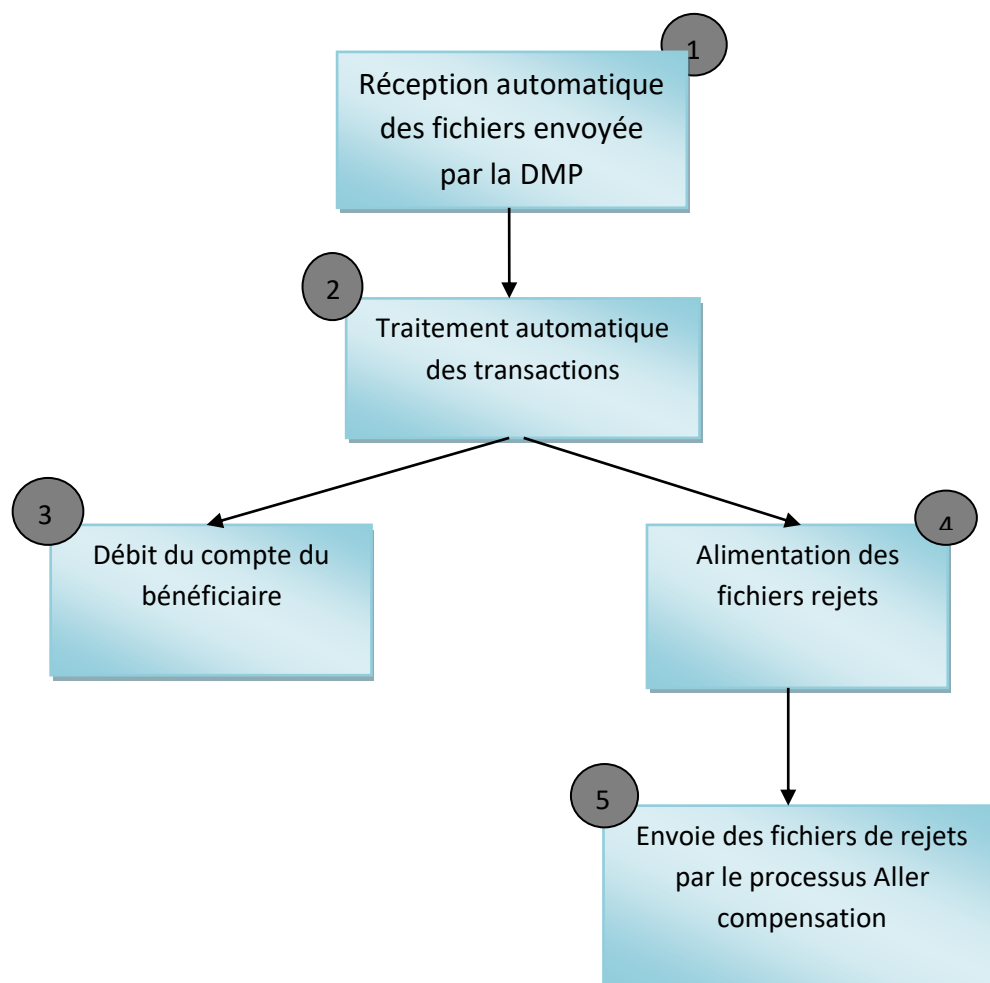 1
Réception automatique
des fichiers envoyée
par la DMP
2
Traitement automatique
des transactions
3
Débit du compte du
bénéficiaire
4
Alimentation des
fichiers rejets
5
Envoie des fichiers de rejets
par le processus Aller
compensation